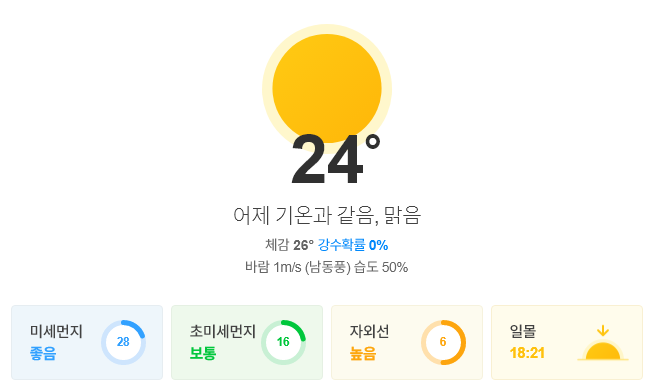 24°
어제 기온과 같음, 맑음
체감 26° 강수확률 0%
바람 1m/s (남동풍) 습도 50%
미세먼지
좋음
28
초미세먼지
보통
16
자외선
높음
6
일몰
18:21